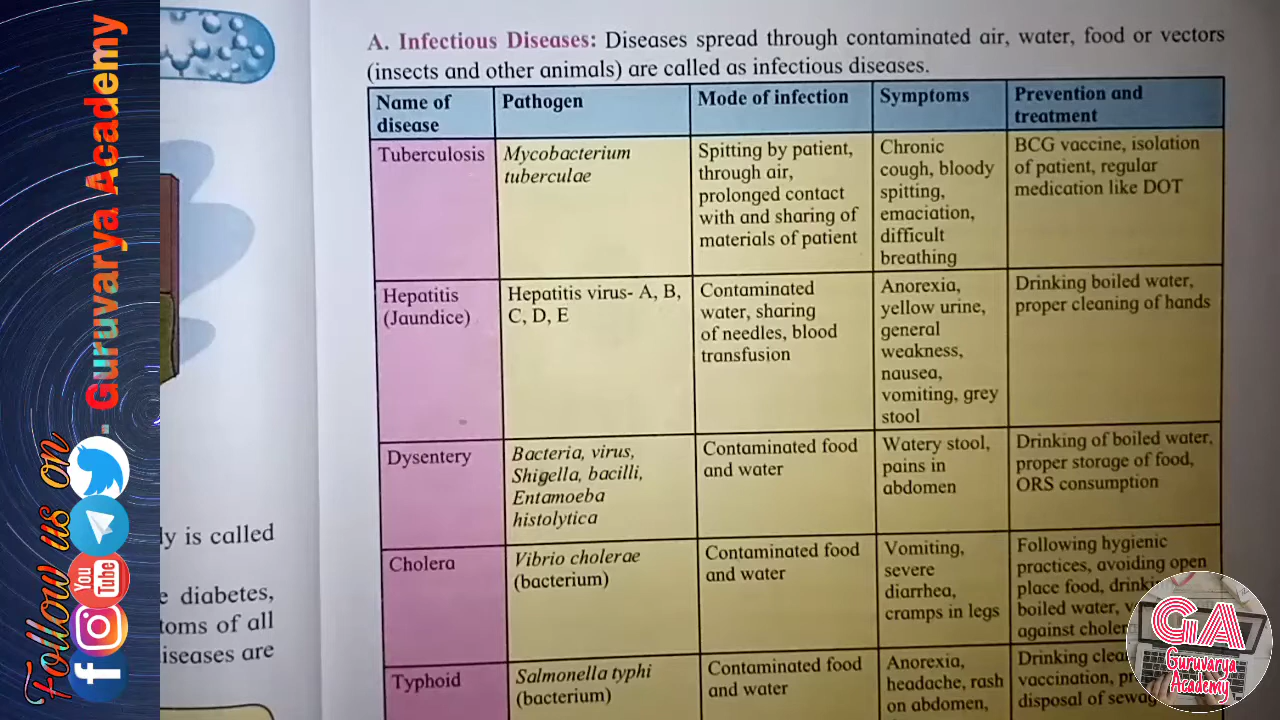 Guruvarya Academy
Follow us on
You
Tube
y is called
e diabetes,
toms of all
iseases are
A. Infectious Diseases: Diseases spread through contaminated air, water, food or vectors
(insects and other animals) are called as infectious diseases.
Name of
disease
Pathogen
Mode of infection
Symptoms
Prevention and
treatment
Tuberculosis
Mycobacterium
tuberculae
Spitting by patient,
through air,
prolonged contact
with and sharing of
materials of patient
Chronic
cough, bloody
spitting,
emaciation,
difficult
breathing
BCG vaccine, isolation
of patient, regular
medication like DOT
Hepatitis
(Jaundice)
Hepatitis virus- A, B,
C, D, E
Contaminated
water, sharing
of needles, blood
transfusion
Anorexia,
yellow urine,
general
weakness,
nausea,
vomiting, grey
stool
Drinking boiled water,
proper cleaning of hands
Dysentery
Bacteria, virus,
Shigella, bacilli,
Entamoeba
histolytica
Contaminated food
and water
Watery stool,
pains in
abdomen
Drinking of boiled water,
proper storage of food,
ORS consumption
Cholera
Vibrio cholerae
(bacterium)
Contaminated food
and water
Vomiting,
severe
diarrhea,
cramps in legs
Following hygienic
practices, avoiding open
place food, drinki
boiled water, v
against choler
Typhoid
Salmonella typhi
(bacterium)
Contaminated food
and water
Anorexia,
headache, rash
on abdomen,
Drinking clea
vaccination, pr
disposal of sewag
GA
Guruvarya
Academy